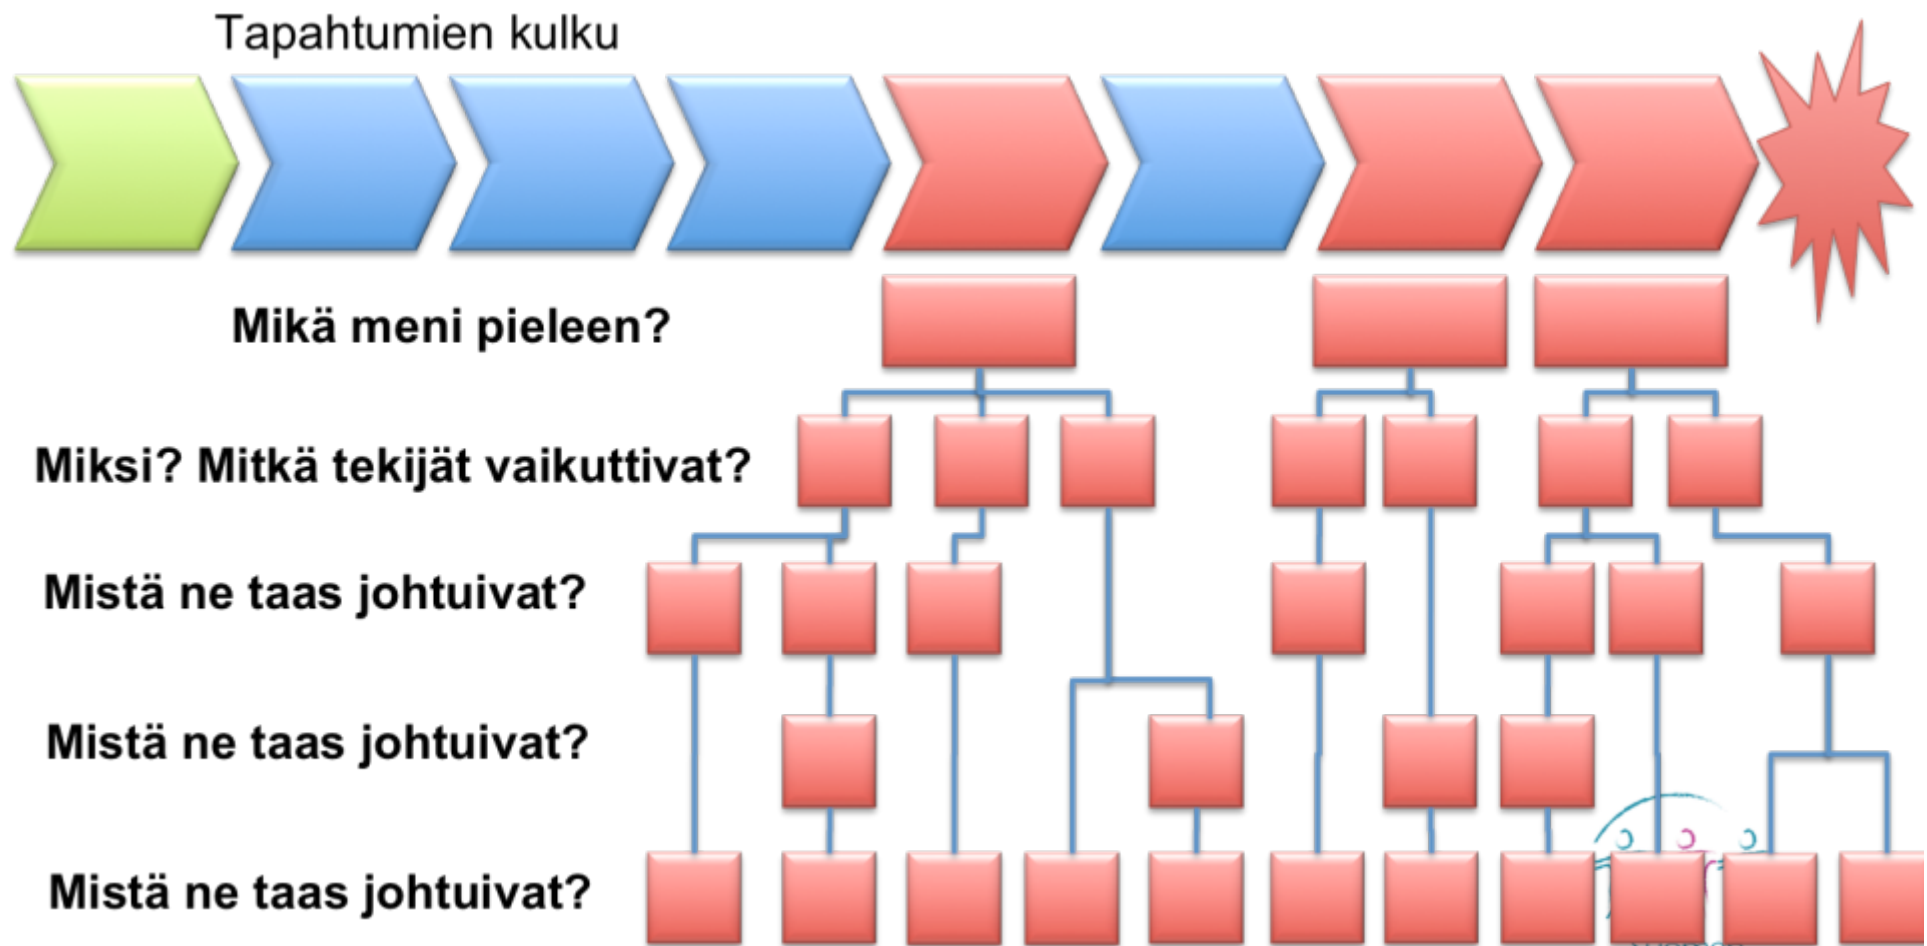 Tapahtumien kulku
Mikä meni pieleen?
Miksi? Mitkä tekijät vaikuttivat?
Mistä ne taas johtuivat?
Mistä ne taas johtuivat?
Mistä ne taas johtuivat?